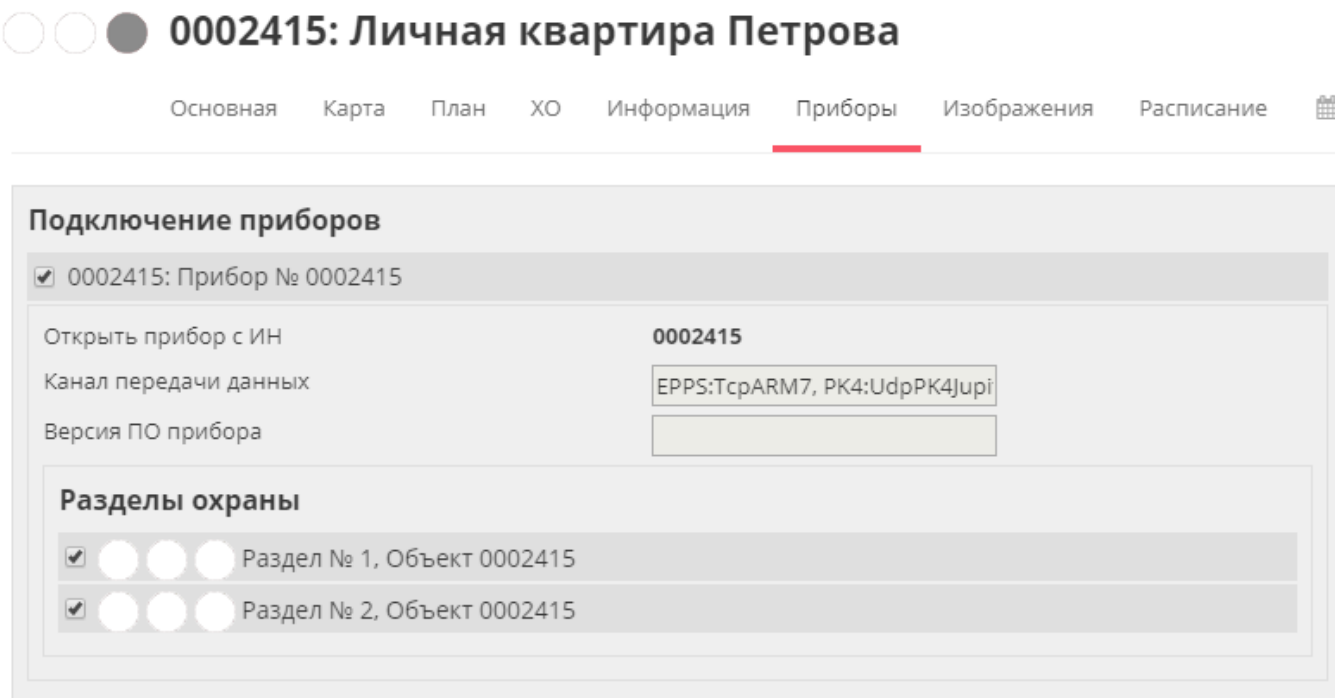 0002415: Личная квартира Петрова
Основная Карта План ХО Информация Приборы Изображения Расписание
Подключение приборов
0002415: Прибор № 0002415
Открыть прибор с ИН 0002415
Канал передачи данных EPPS:TcpARM7, PK4:UdpPK4Jupi
Версия ПО прибора
Разделы охраны
Раздел № 1, Объект 0002415
Раздел № 2, Объект 0002415